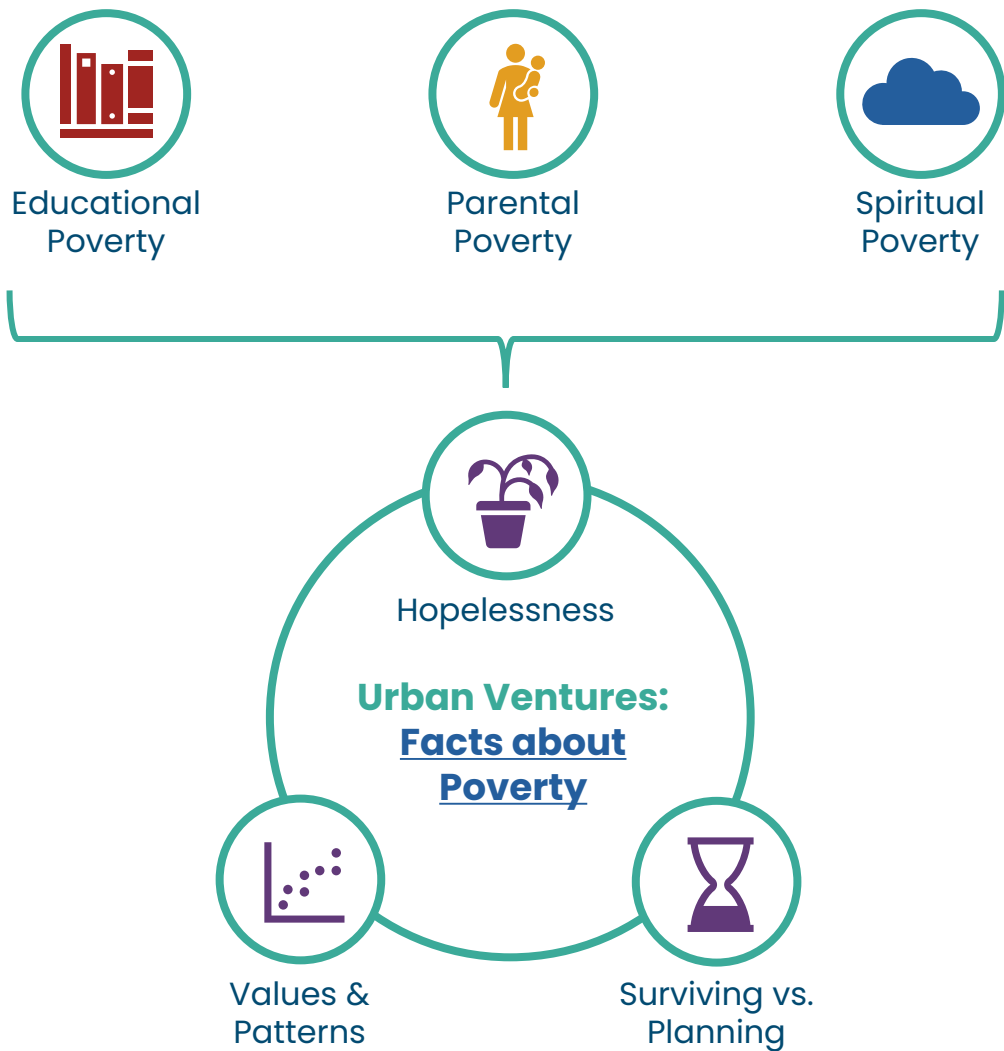 Educational
Poverty
Parental
Poverty
Spiritual
Poverty
Hopelessness
Urban Ventures:
Facts about
Poverty
Values &
Patterns
Surviving vs.
Planning